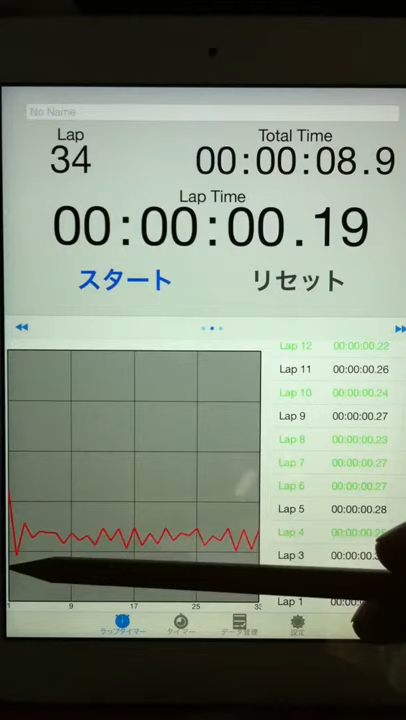 No Name
Lap
34
Total Time
00:00:08.9
Lap Time
00:00:00.19
スタート
リセット
Lap 12 00:00:00.22
Lap 11 00:00:00.26
Lap 10 00:00:00.24
Lap 9 00:00:00.27
Lap 8 00:00:00.23
Lap 7 00:00:00.27
Lap 6 00:00:00.27
Lap 5 00:00:00.28
Lap 4
Lap 3
Lap 1
1 9 17 25 33
ラップタイマー タイマー データ管理 設定